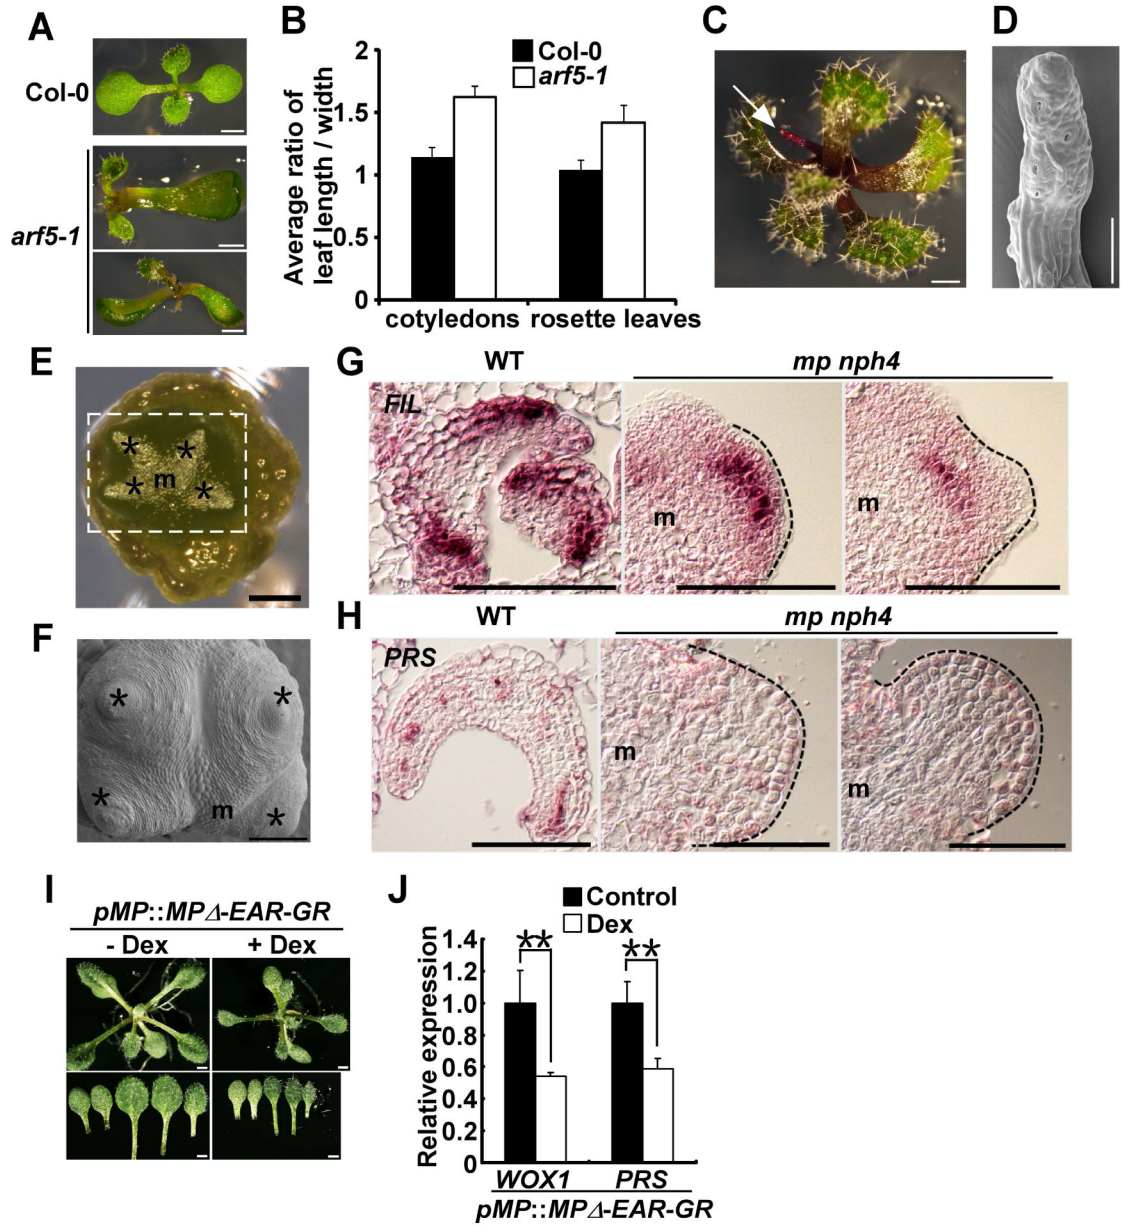 A
Col-0
arf5-1
B
Average ratio of
leaf length / width
2
1.5
1
0.5
0
Col-0
arf5-1
cotyledons
rosette leaves
C
D
E
* *
m
* *
F
* *
* m *
G
WT
mp nph4
FIL
m
m
H
WT
mp nph4
PRS
m
m
I
pMP::MPΔ-EAR-GR
- Dex
+ Dex
J
Control
Dex
Relative expression
1.4
1.2
1.0
0.8
0.6
0.4
0.2
0
**
**
WOX1
PRS
pMP::MPΔ-EAR-GR